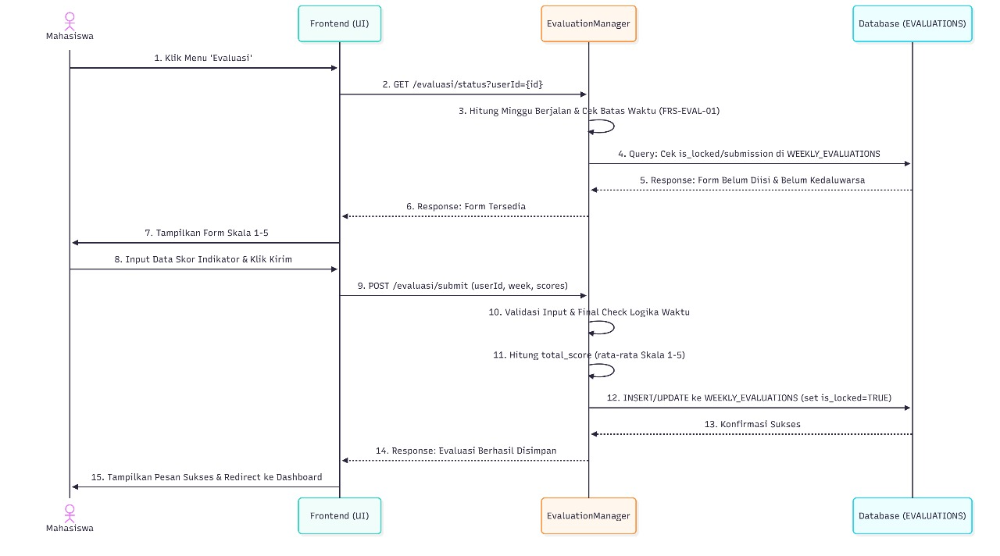 Mahasiswa
Frontend (UI)
EvaluationManager
Database (EVALUATIONS)
1. Klik Menu 'Evaluasi'
2. GET /evaluasi/status?userId={id}
3. Hitung Minggu Berjalan & Cek Batas Waktu (FRS-EVAL-01)
4. Query: Cek is_locked/submission di WEEKLY_EVALUATIONS
5. Response: Form Belum Diisi & Belum Kedaluwarsa
6. Response: Form Tersedia
7. Tampilkan Form Skala 1-5
8. Input Data Skor Indikator & Klik Kirim
9. POST /evaluasi/submit (userId, week, scores)
10. Validasi Input & Final Check Logika Waktu
11. Hitung total_score (rata-rata Skala 1-5)
12. INSERT/UPDATE ke WEEKLY_EVALUATIONS (set is_locked=TRUE)
13. Konfirmasi Sukses
14. Response: Evaluasi Berhasil Disimpan
15. Tampilkan Pesan Sukses & Redirect ke Dashboard
Mahasiswa
Frontend (UI)
EvaluationManager
Database (EVALUATIONS)